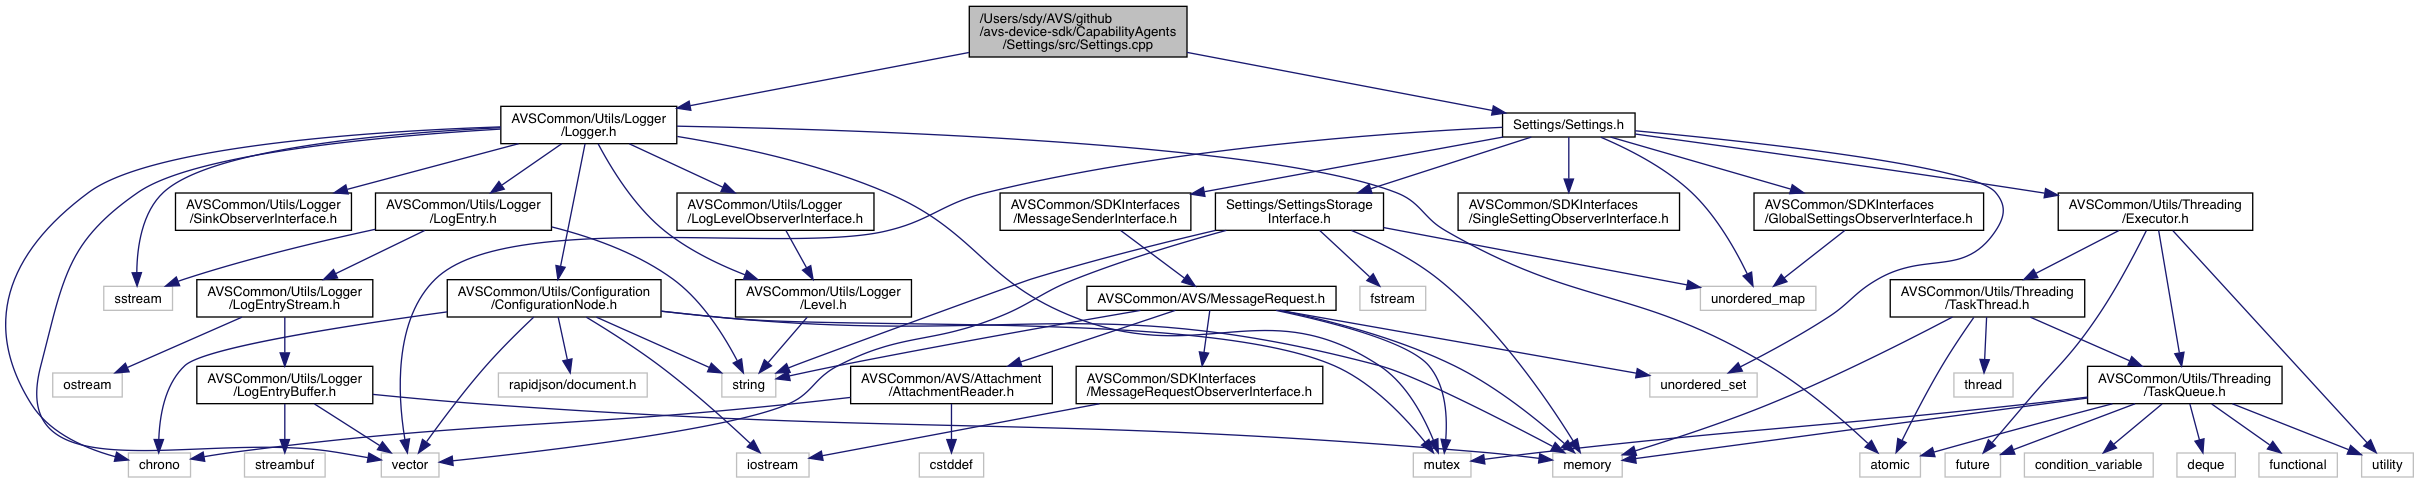 /Users/sdy/AVS/github
/avs-device-sdk/CapabilityAgents
/Settings/src/Settings.cpp
AVSCommon/Utils/Logger
/Logger.h
Settings/Settings.h
AVSCommon/Utils/Logger
/SinkObserverInterface.h
AVSCommon/Utils/Logger
/LogEntry.h
AVSCommon/Utils/Logger
/LogLevelObserverInterface.h
AVSCommon/SDKInterfaces
/MessageSenderInterface.h
Settings/SettingsStorage
Interface.h
AVSCommon/SDKInterfaces
/SingleSettingObserverInterface.h
AVSCommon/SDKInterfaces
/GlobalSettingsObserverInterface.h
AVSCommon/Utils/Threading
/Executor.h
sstream
AVSCommon/Utils/Logger
/LogEntryStream.h
AVSCommon/Utils/Configuration
/ConfigurationNode.h
AVSCommon/Utils/Logger
/Level.h
AVSCommon/AVS/MessageRequest.h
fstream
unordered_map
AVSCommon/Utils/Threading
/TaskThread.h
ostream
AVSCommon/Utils/Logger
/LogEntryBuffer.h
rapidjson/document.h
string
AVSCommon/AVS/Attachment
/AttachmentReader.h
AVSCommon/SDKInterfaces
/MessageRequestObserverInterface.h
unordered_set
thread
AVSCommon/Utils/Threading
/TaskQueue.h
chrono
streambuf
vector
iostream
cstddef
mutex
memory
atomic
future
condition_variable
deque
functional
utility